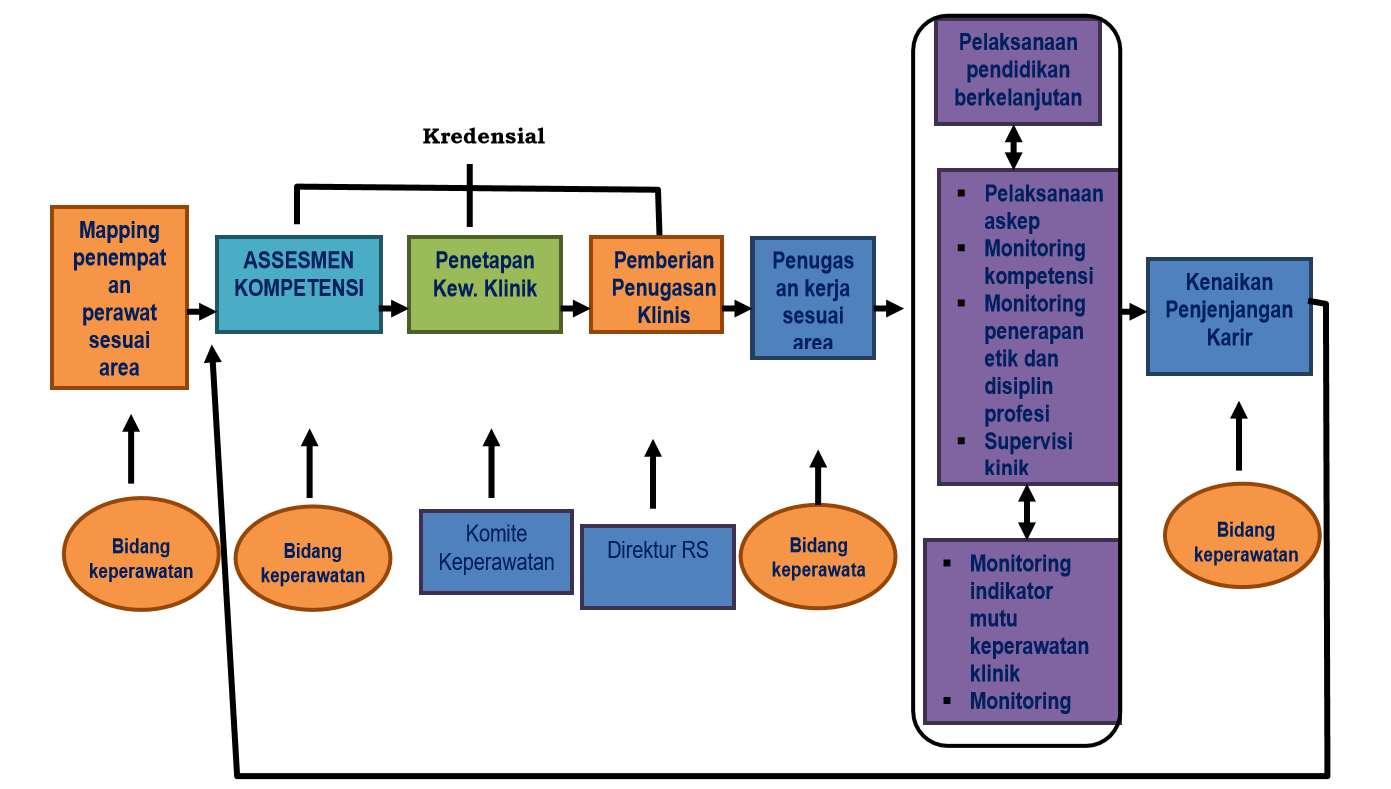 Kredensial
Mapping
penempat
an
perawat
sesuai
area
ASSESMEN
KOMPETENSI
Penetapan
Kew. Klinik
Pemberian
Penugasan
Klinis
Penugas
an kerja
sesuai
area
Pelaksanaan
pendidikan
berkelanjutan
▪ Pelaksanaan
askep
▪ Monitoring
kompetensi
▪ Monitoring
penerapan
etik dan
disiplin
profesi
▪ Supervisi
kinik
▪ Monitoring
indikator
mutu
keperawatan
klinik
▪ Monitoring
Kenaikan
Penjenjangan
Karir
Bidang
keperawatan
Bidang
keperawatan
Komite
Keperawatan
Direktur RS
Bidang
keperawata
Bidang
keperawatan